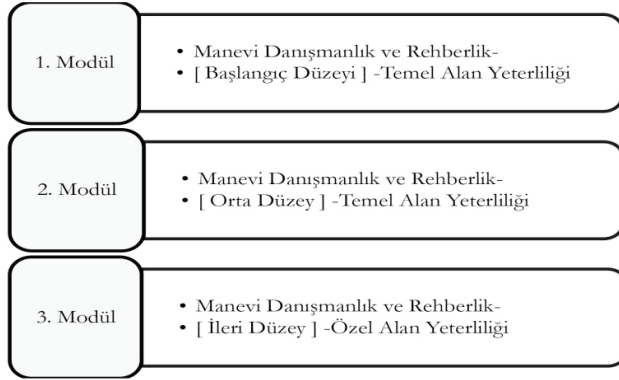 1. Modül
• Manevi Danışmanlık ve Rehberlik-
• [ Başlangıç Düzeyi ] -Temel Alan Yeterliliği
2. Modül
• Manevi Danışmanlık ve Rehberlik-
• [ Orta Düzey ] -Temel Alan Yeterliliği
3. Modül
• Manevi Danışmanlık ve Rehberlik-
• [ İleri Düzey ] -Özel Alan Yeterliliği